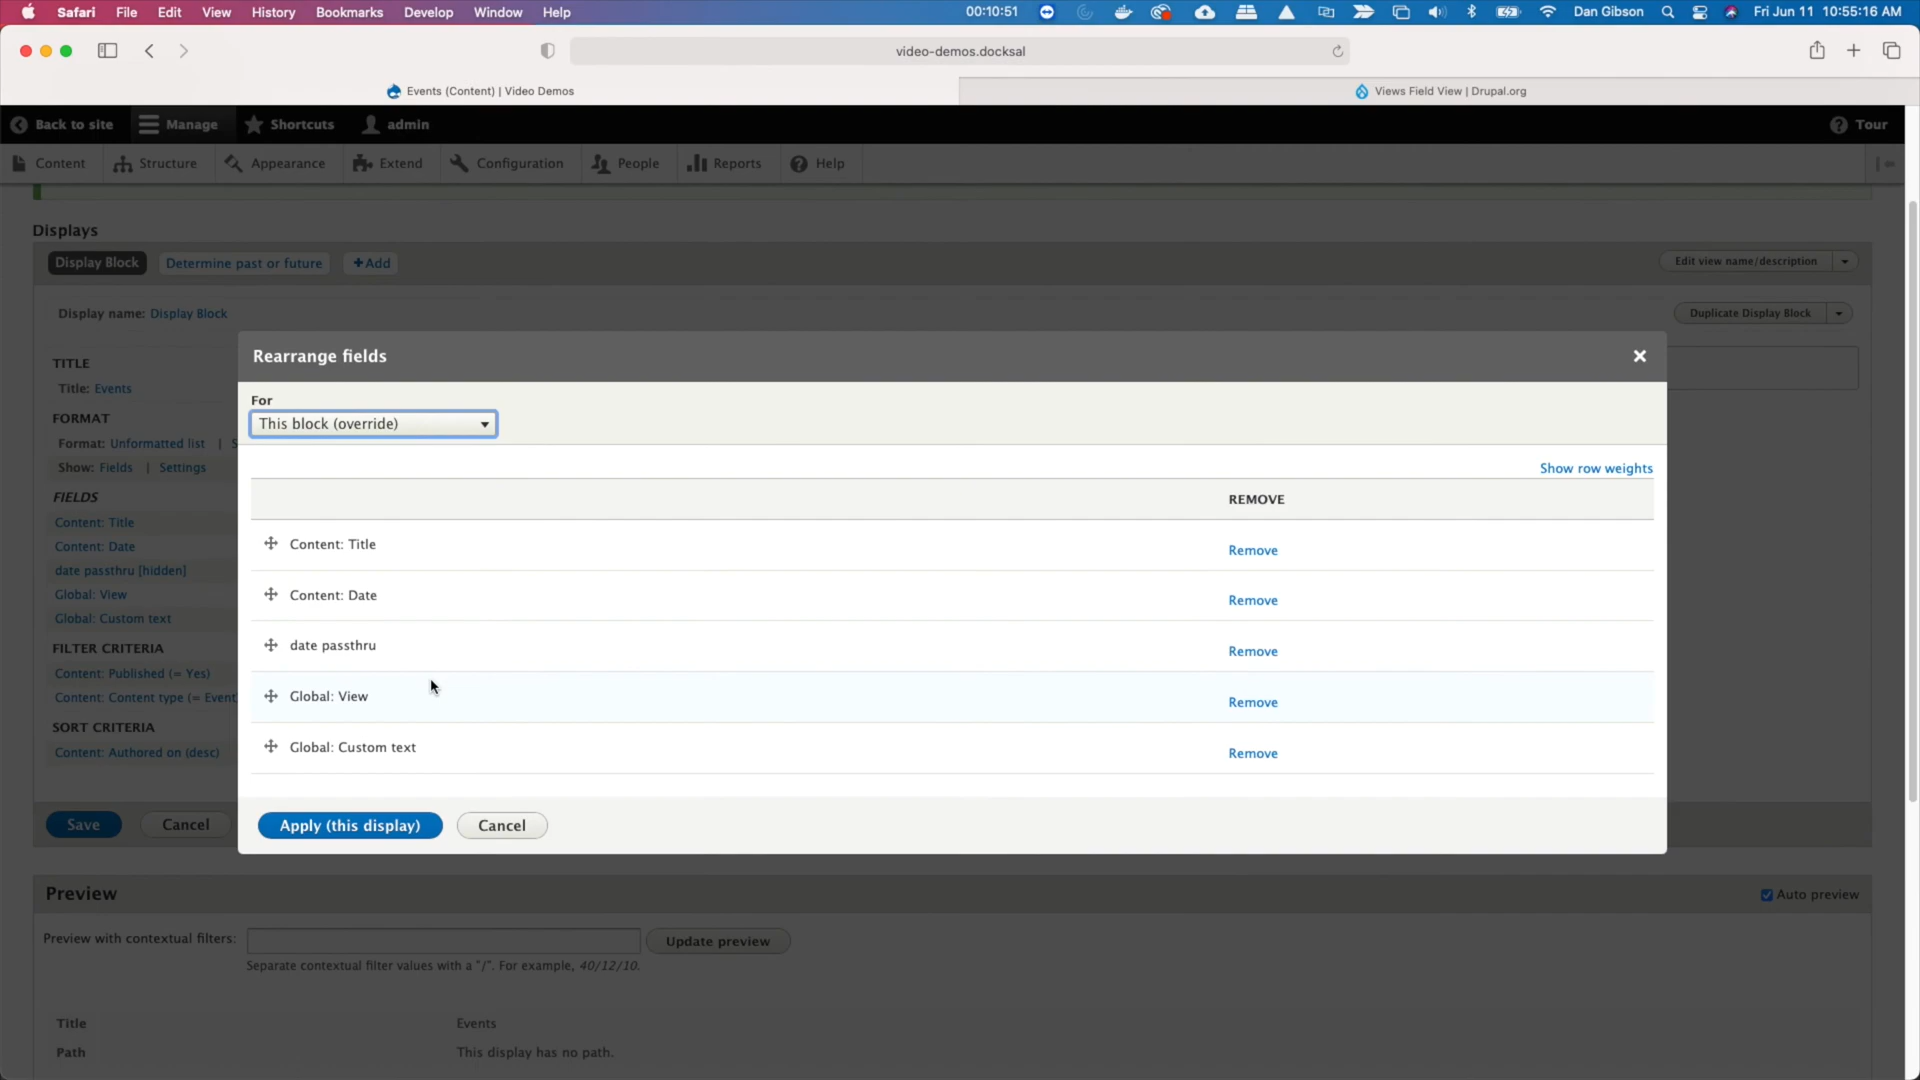 Safari File Edit View History Bookmarks Develop Window Help 00:10:51 Dan Gibson Fri Jun 11 10:55:16 AM
video-demos.docksal
Events (Content) | Video Demos Views Field View | Drupal.org
Back to site Manage Shortcuts admin Tour
Content Structure Appearance Extend Configuration People Reports Help
Displays
Display Block Determine past or future +Add Edit view name/description
Display name: Display Block Duplicate Display Block
TITLE
Title: Events
FORMAT
Format: Unformatted list | S
Show: Fields | Settings
FIELDS
Content: Title
Content: Date
date passthru [hidden]
Global: View
Global: Custom text
FILTER CRITERIA
Content: Published (= Yes)
Content: Content type (= Event
SORT CRITERIA
Content: Authored on (desc)
Save Cancel
Rearrange fields
For
This block (override)
Show row weights
REMOVE
Content: Title Remove
Content: Date Remove
date passthru Remove
Global: View Remove
Global: Custom text Remove
Apply (this display) Cancel
Preview Auto preview
Preview with contextual filters: Update preview
Separate contextual filter values with a "/". For example, 40/12/10.
Title Events
Path This display has no path.